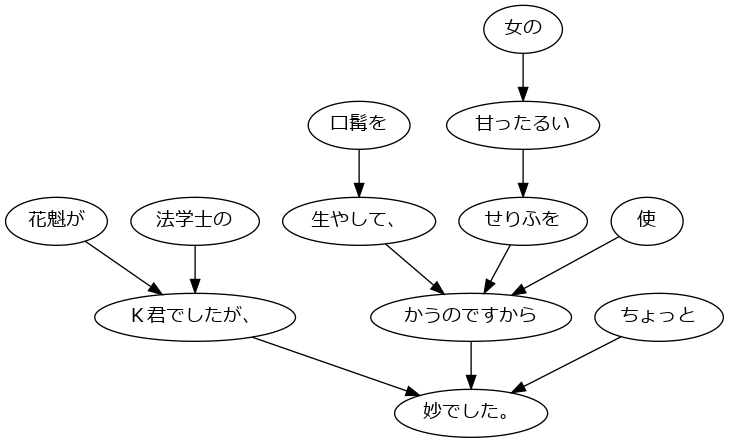 女の
口髯を
甘ったるい
花魁が
法学士の
生やして、
せりふを
使
Ｋ君でしたが、
かうのですから
ちょっと
妙でした。